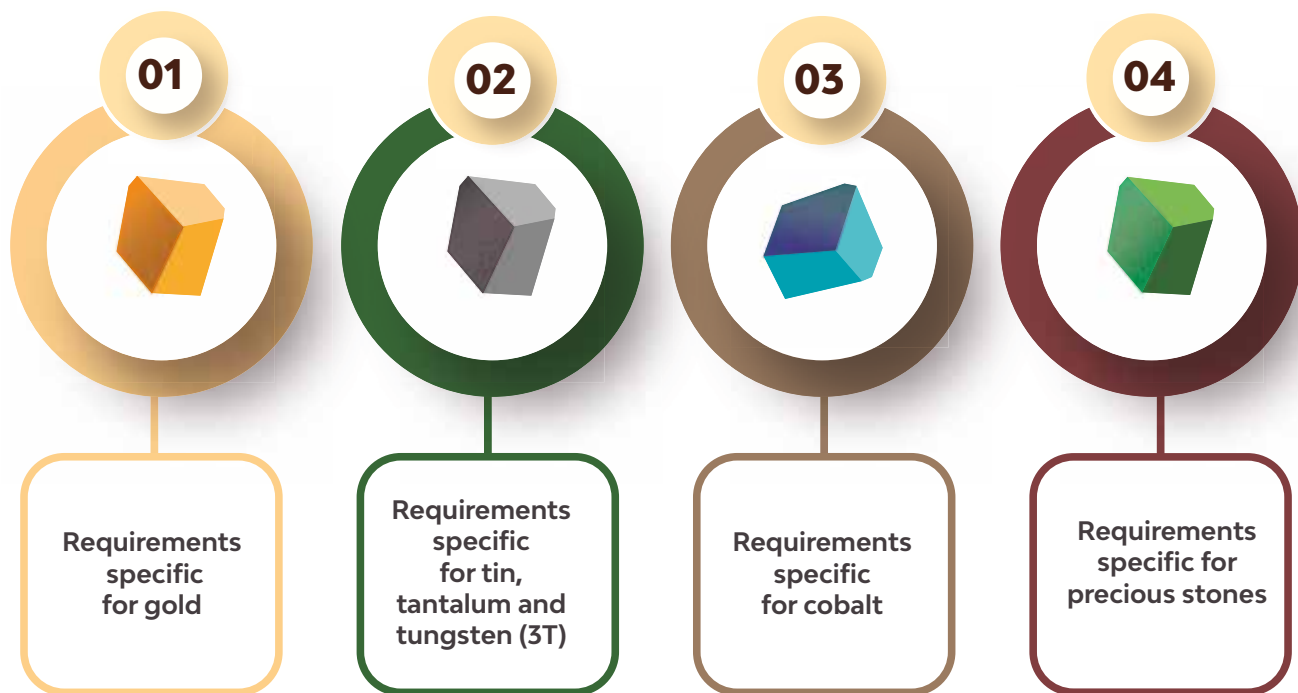 01
Requirements
specific
for gold
02
Requirements
specific
for tin,
tantalum and
tungsten (3T)
03
Requirements
specific
for cobalt
04
Requirements
specific for
precious stones